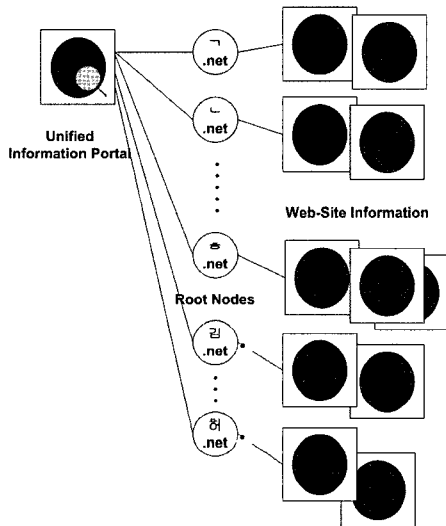 ㄱ
.net
ㄴ
.net
Unified
Information Portal
Web-Site Information
ㅎ
.net
Root Nodes
김
.net
허
.net